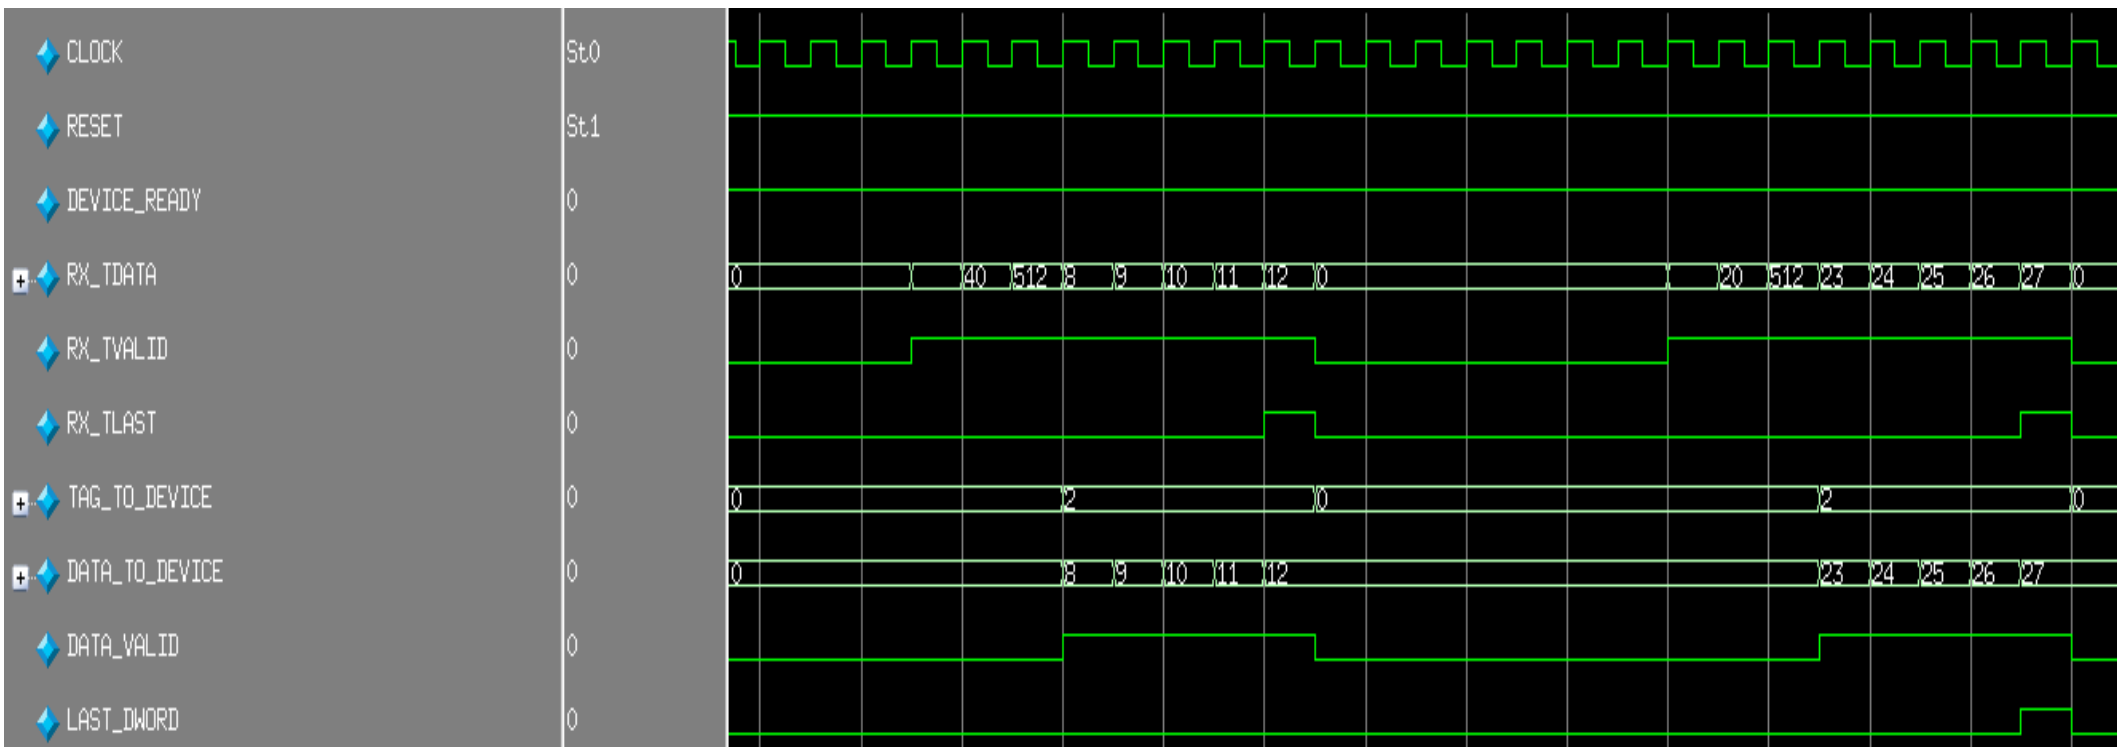 CLOCK St0
RESET St1
DEVICE_READY 0
RX_TDATA 0 0 40 512 8 9 10 11 12 0 20 512 23 24 25 26 27 0
RX_TVALID 0
RX_TLAST 0
TAG_TO_DEVICE 0 0 2 0 2 0
DATA_TO_DEVICE 0 0 8 9 10 11 12 23 24 25 26 27
DATA_VALID 0
LAST_DWORD 0